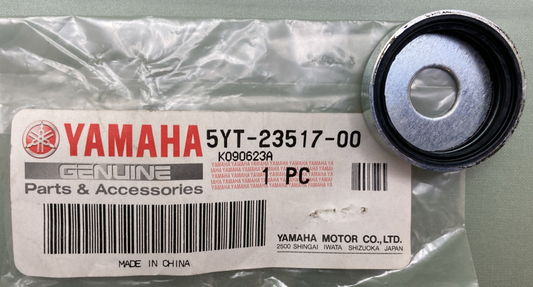 YAMAHA 5YT-23517-00
K090623A
GENUINE
Parts & Accessories
1 PC
YAMAHA MOTOR CO.,LTD.
2500 SHINGAI IWATA SHIZUOKA JAPAN
MADE IN CHINA